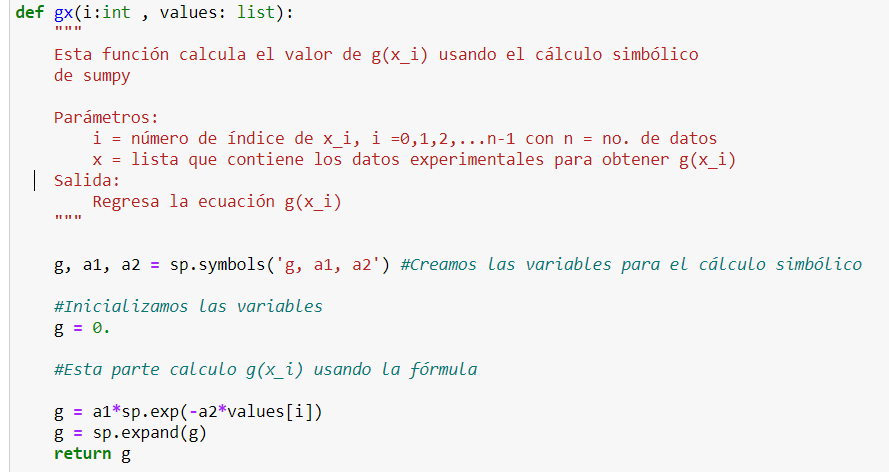 def gx(i:int , values: list):
    """
    Esta función calcula el valor de g(x_i) usando el cálculo simbólico
    de sumpy

    Parámetros:
        i = número de índice de x_i, i =0,1,2,...n-1 con n = no. de datos
        x = lista que contiene los datos experimentales para obtener g(x_i)
    Salida:
        Regresa la ecuación g(x_i)
    """

    g, a1, a2 = sp.symbols('g, a1, a2') #Creamos las variables para el cálculo simbólico

    #Inicializamos las variables
    g = 0.

    #Esta parte calculo g(x_i) usando la fórmula

    g = a1*sp.exp(-a2*values[i])
    g = sp.expand(g)
    return g